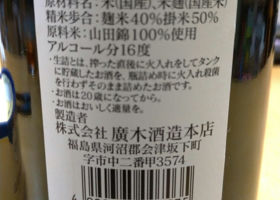 原材料名:米(国産)、米麹(国産米)
精米歩合:麹米40%掛米50%
原料米:山田錦100%使用
アルコール分16度
・生詰とは、搾った直後に火入れをしてタンク
に貯蔵したお酒を、瓶詰め時に火入れ殺菌
を行わずそのまま詰めたお酒です。
・お酒は20歳になってから。
・お酒はおいしく適量を。
製造者
株式会社 廣木酒造本店
福島県河沼郡会津坂下町
字市中二番甲3574